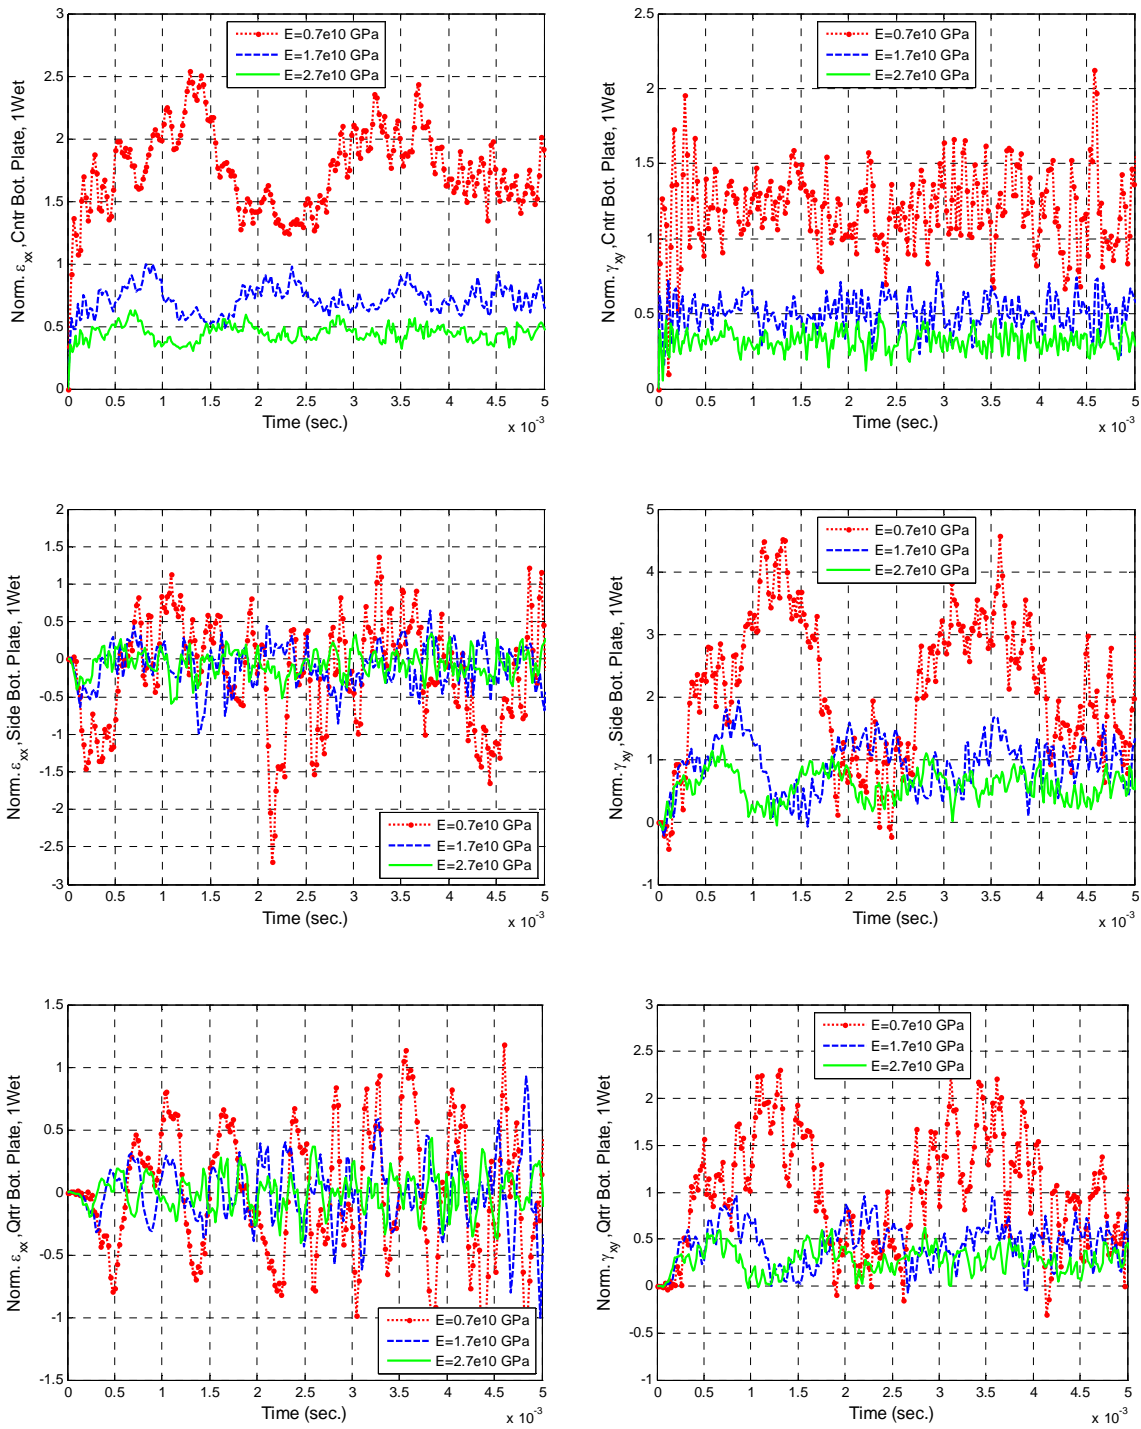 E=0.7e10 GPa
E=1.7e10 GPa
E=2.7e10 GPa
Norm. εxx,Cntr Bot. Plate, 1Wet
3
2.5
2
1.5
1
0.5
0
0 0.5 1 1.5 2 2.5 3 3.5 4 4.5 5
Time (sec.)
x 10-3
E=0.7e10 GPa
E=1.7e10 GPa
E=2.7e10 GPa
Norm. γxy,Cntr Bot. Plate, 1Wet
2.5
2
1.5
1
0.5
0
0 0.5 1 1.5 2 2.5 3 3.5 4 4.5 5
Time (sec.)
x 10-3
Norm. εxx,Side Bot. Plate, 1Wet
2
1.5
1
0.5
0
-0.5
-1
-1.5
-2
-2.5
-3
E=0.7e10 GPa
E=1.7e10 GPa
E=2.7e10 GPa
0 0.5 1 1.5 2 2.5 3 3.5 4 4.5 5
Time (sec.)
x 10-3
E=0.7e10 GPa
E=1.7e10 GPa
E=2.7e10 GPa
Norm. γxy,Side Bot. Plate, 1Wet
5
4
3
2
1
0
-1
0 0.5 1 1.5 2 2.5 3 3.5 4 4.5 5
Time (sec.)
x 10-3
Norm. εxx,Qrtr Bot. Plate, 1Wet
1.5
1
0.5
0
-0.5
-1
-1.5
E=0.7e10 GPa
E=1.7e10 GPa
E=2.7e10 GPa
0 0.5 1 1.5 2 2.5 3 3.5 4 4.5 5
Time (sec.)
x 10-3
E=0.7e10 GPa
E=1.7e10 GPa
E=2.7e10 GPa
Norm. γxy,Qrtr Bot. Plate, 1Wet
3
2.5
2
1.5
1
0.5
0
-0.5
-1
0 0.5 1 1.5 2 2.5 3 3.5 4 4.5 5
Time (sec.)
x 10-3